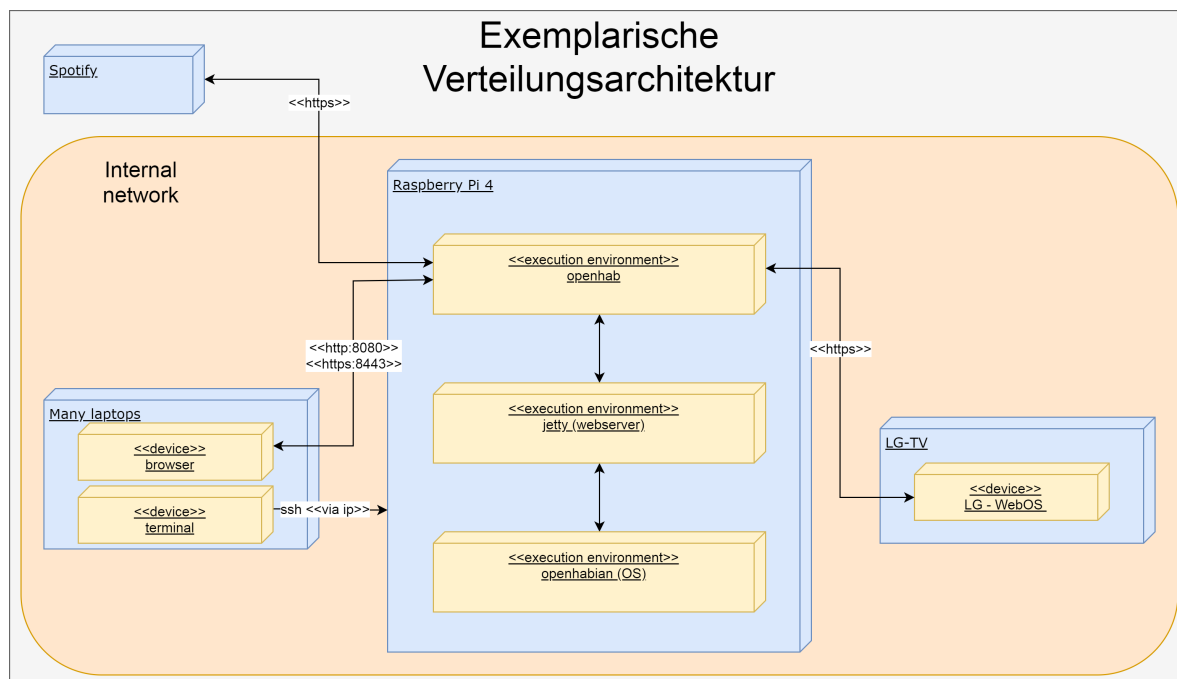 Exemplarische
Verteilungsarchitektur
Spotify
<<https>>
Internal
network
Raspberry Pi 4
<<execution environment>>
openhab
<<http:8080>>
<<https:8443>>
<<https>>
Many laptops
<<device>>
browser
<<device>>
terminal
ssh <<via ip>>
<<execution environment>>
jetty (webserver)
<<execution environment>>
openhabian (OS)
LG-TV
<<device>>
LG - WebOS